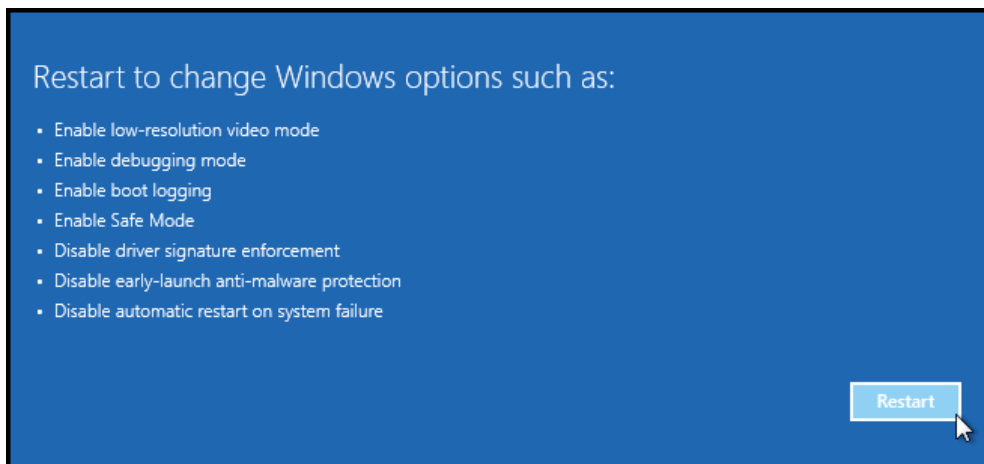 Restart to change Windows options such as:
▪ Enable low-resolution video mode
▪ Enable debugging mode
▪ Enable boot logging
▪ Enable Safe Mode
▪ Disable driver signature enforcement
▪ Disable early-launch anti-malware protection
▪ Disable automatic restart on system failure
Restart